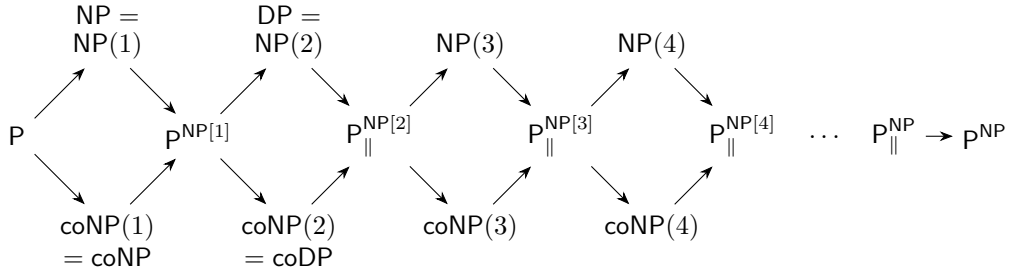 NP =
NP(1)
DP =
NP(2)
NP(3)
NP(4)
P
P^{NP[1]}
P_{∥}^{NP[2]}
P_{∥}^{NP[3]}
P_{∥}^{NP[4]}
⋯
P_{∥}^{NP}
P^{NP}
coNP(1)
= coNP
coNP(2)
= coDP
coNP(3)
coNP(4)